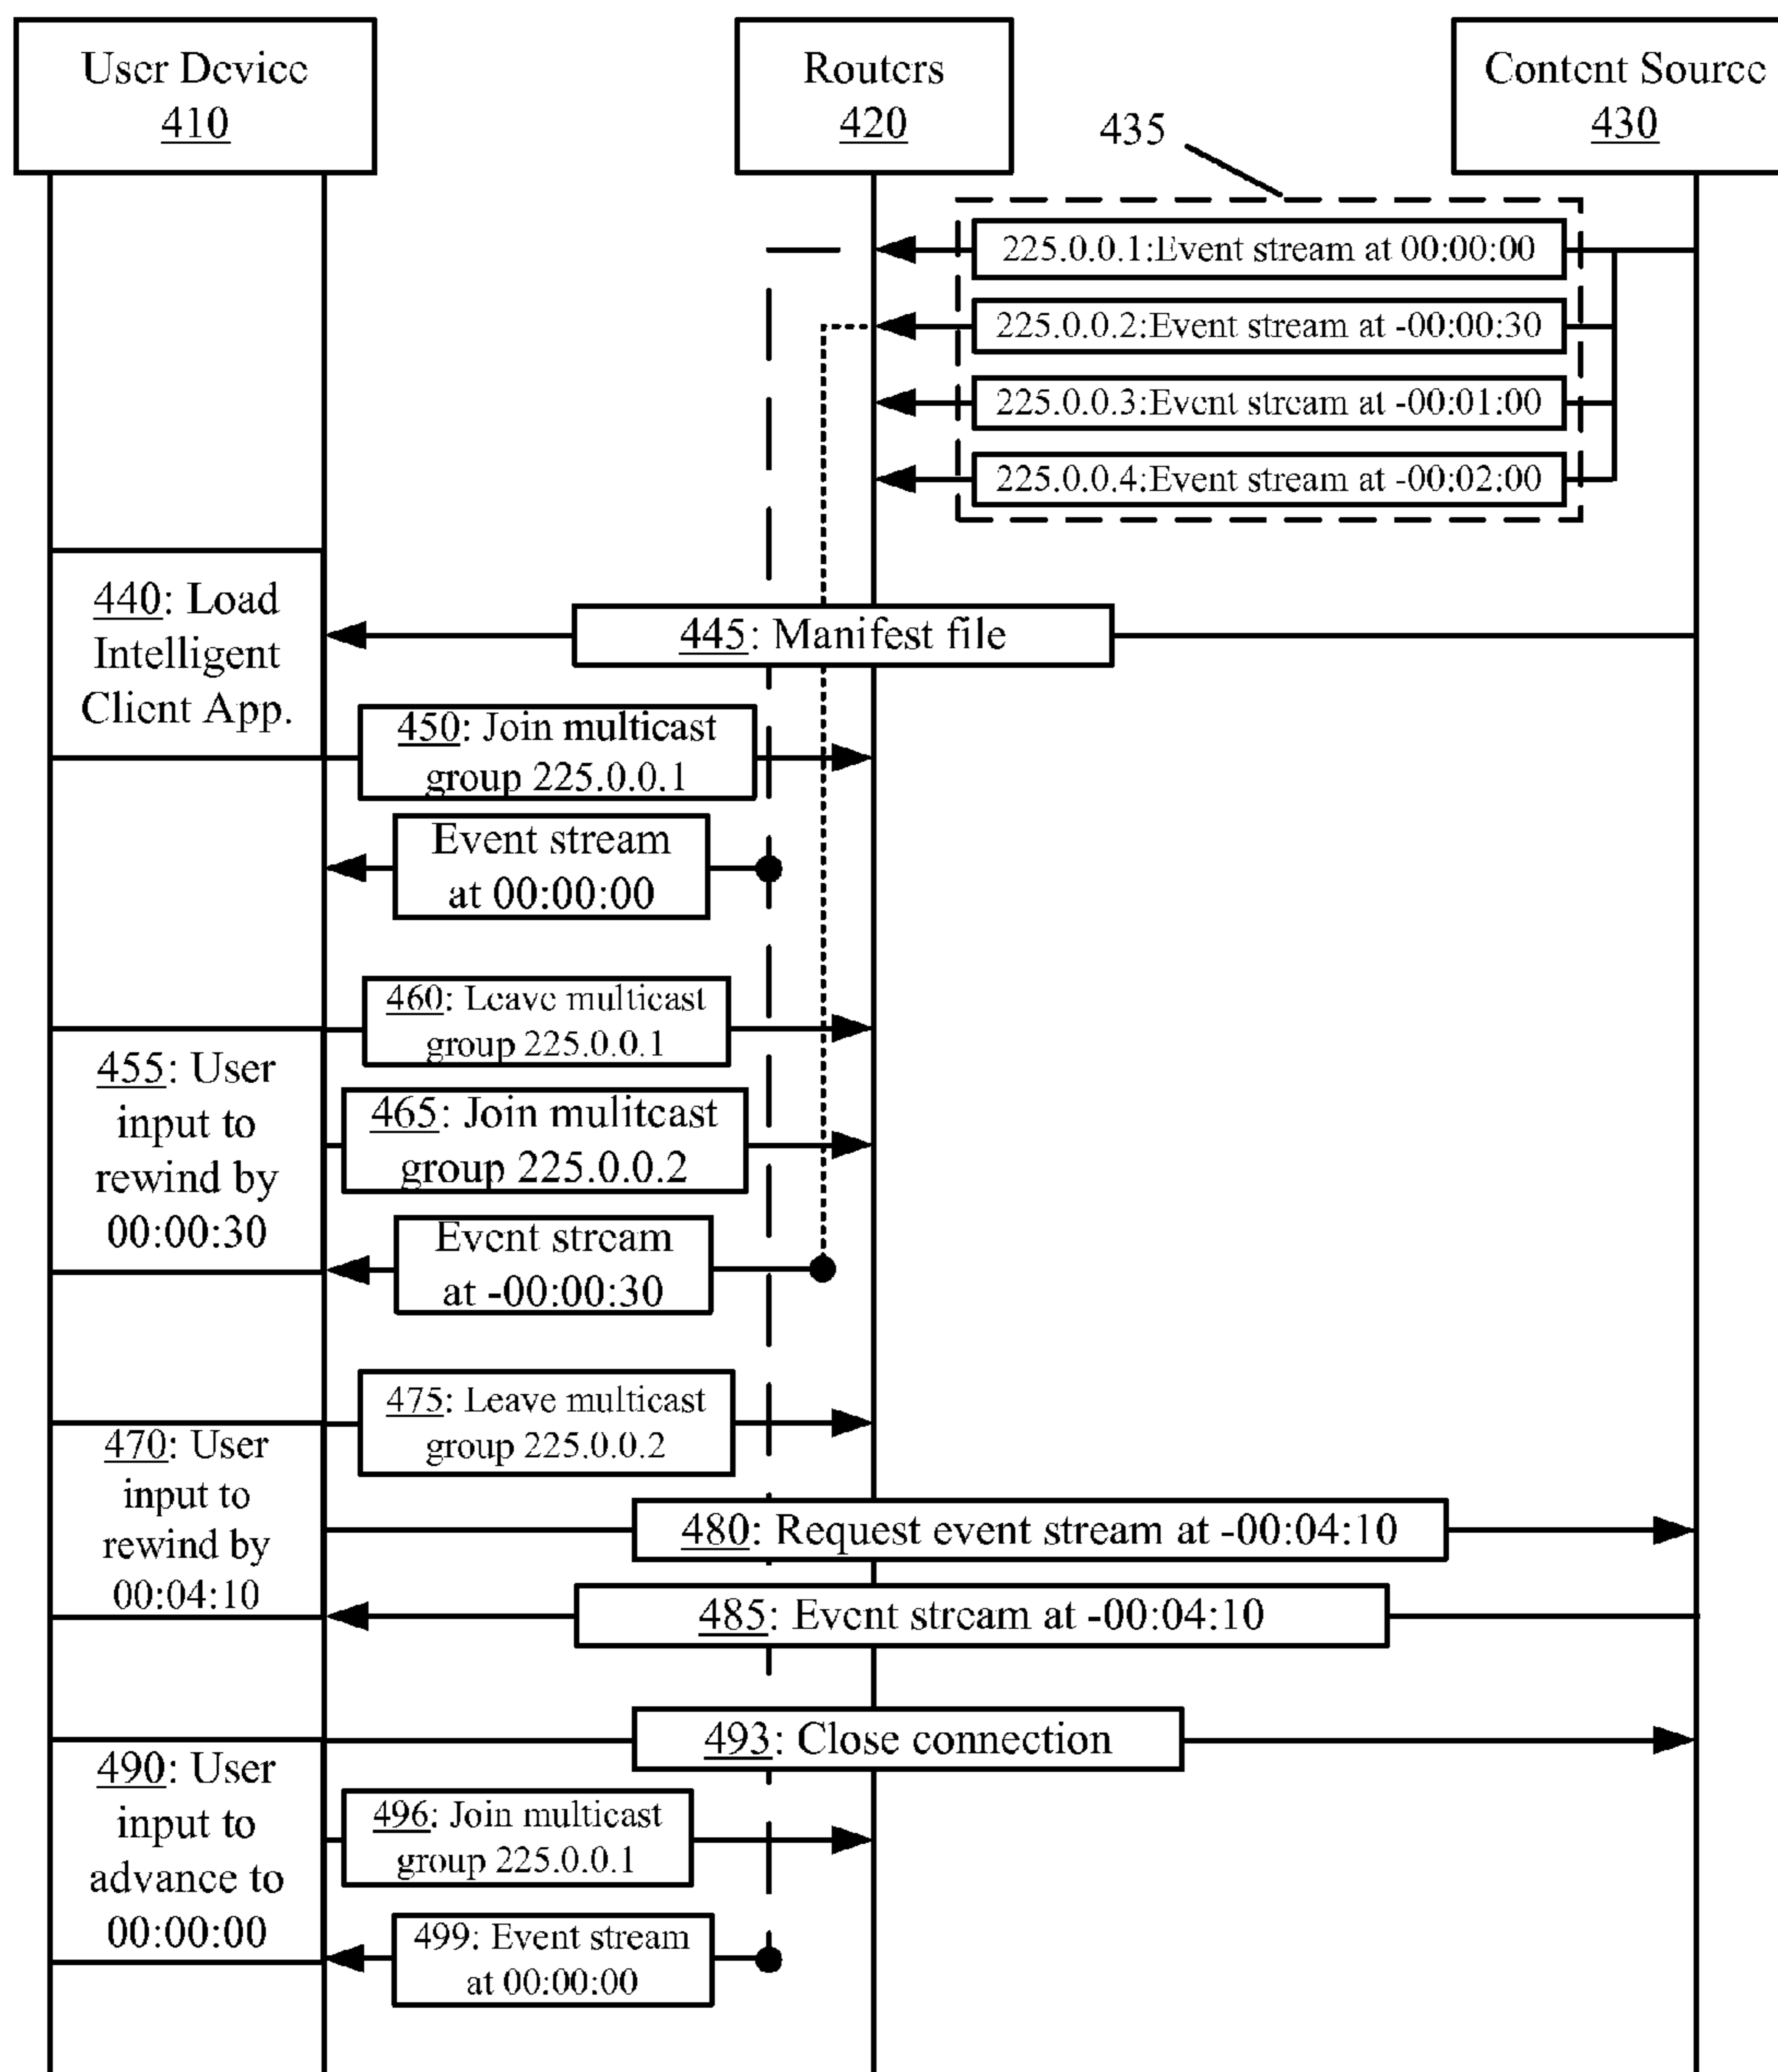 User Device
410
Routers
420
Content Source
430
435
225.0.0.1:Event stream at 00:00:00
225.0.0.2:Event stream at -00:00:30
225.0.0.3:Event stream at -00:01:00
225.0.0.4:Event stream at -00:02:00
440: Load
Intelligent
Client App.
445: Manifest file
450: Join multicast
group 225.0.0.1
Event stream
at 00:00:00
460: Leave multicast
group 225.0.0.1
455: User
input to
rewind by
00:00:30
465: Join mulitcast
group 225.0.0.2
Event stream
at -00:00:30
475: Leave multicast
group 225.0.0.2
470: User
input to
rewind by
00:04:10
480: Request event stream at -00:04:10
485: Event stream at -00:04:10
493: Close connection
490: User
input to
advance to
00:00:00
496: Join multicast
group 225.0.0.1
499: Event stream
at 00:00:00